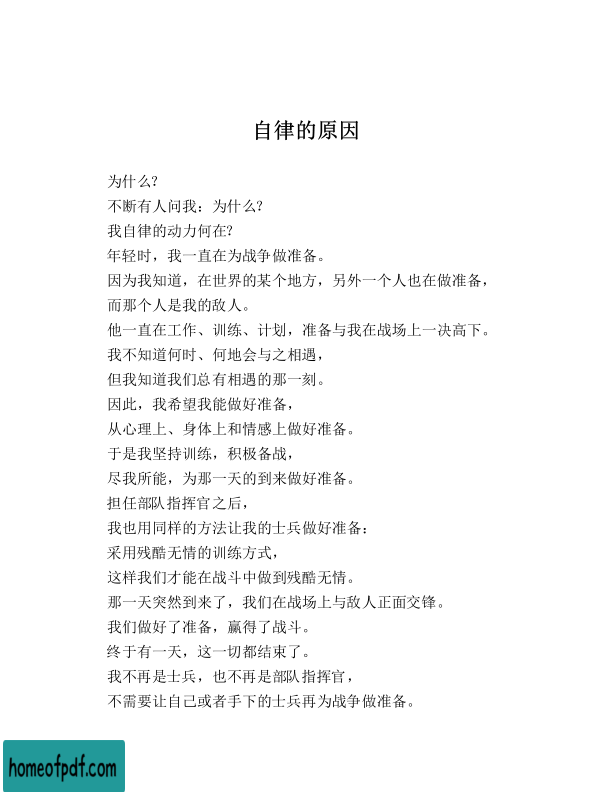 自律的原因
为什么？
不断有人问我：为什么？
我自律的动力何在？
年轻时，我一直在为战争做准备。
因为我知道，在世界的某个地方，另外一个人也在做准备，
而那个人是我的敌人。
他一直在工作、训练、计划，准备与我在战场上一决高下。
我不知道何时、何地会与之相遇，
但我知道我们总有相遇的那一刻。
因此，我希望我能做好准备，
从心理上、身体上和情感上做好准备。
于是我坚持训练，积极备战，
尽我所能，为那一天的到来做好准备。
担任部队指挥官之后，
我也用同样的方法让我的士兵做好准备：
采用残酷无情的训练方式，
这样我们才能在战斗中做到残酷无情。
那一天突然到来了，我们在战场上与敌人正面交锋。
我们做好了准备，赢得了战斗。
终于有一天，这一切都结束了。
我不再是士兵，也不再是部队指挥官，
不需要让自己或者手下的士兵再为战争做准备。
homeofpdf.com